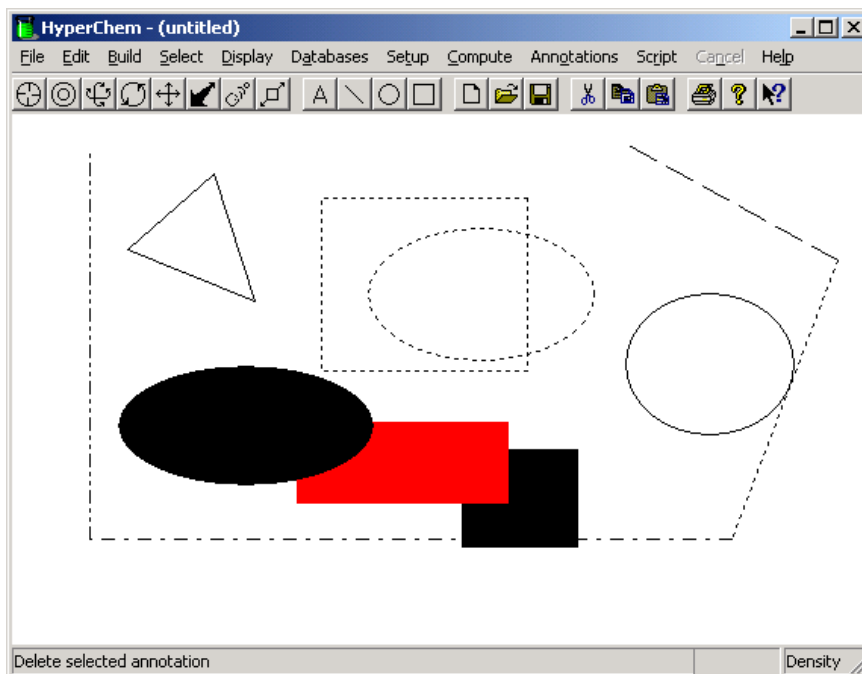 HyperChem - (untitled)
File Edit Build Select Display Databases Setup Compute Annotations Script Cancel Help
A
Delete selected annotation Density